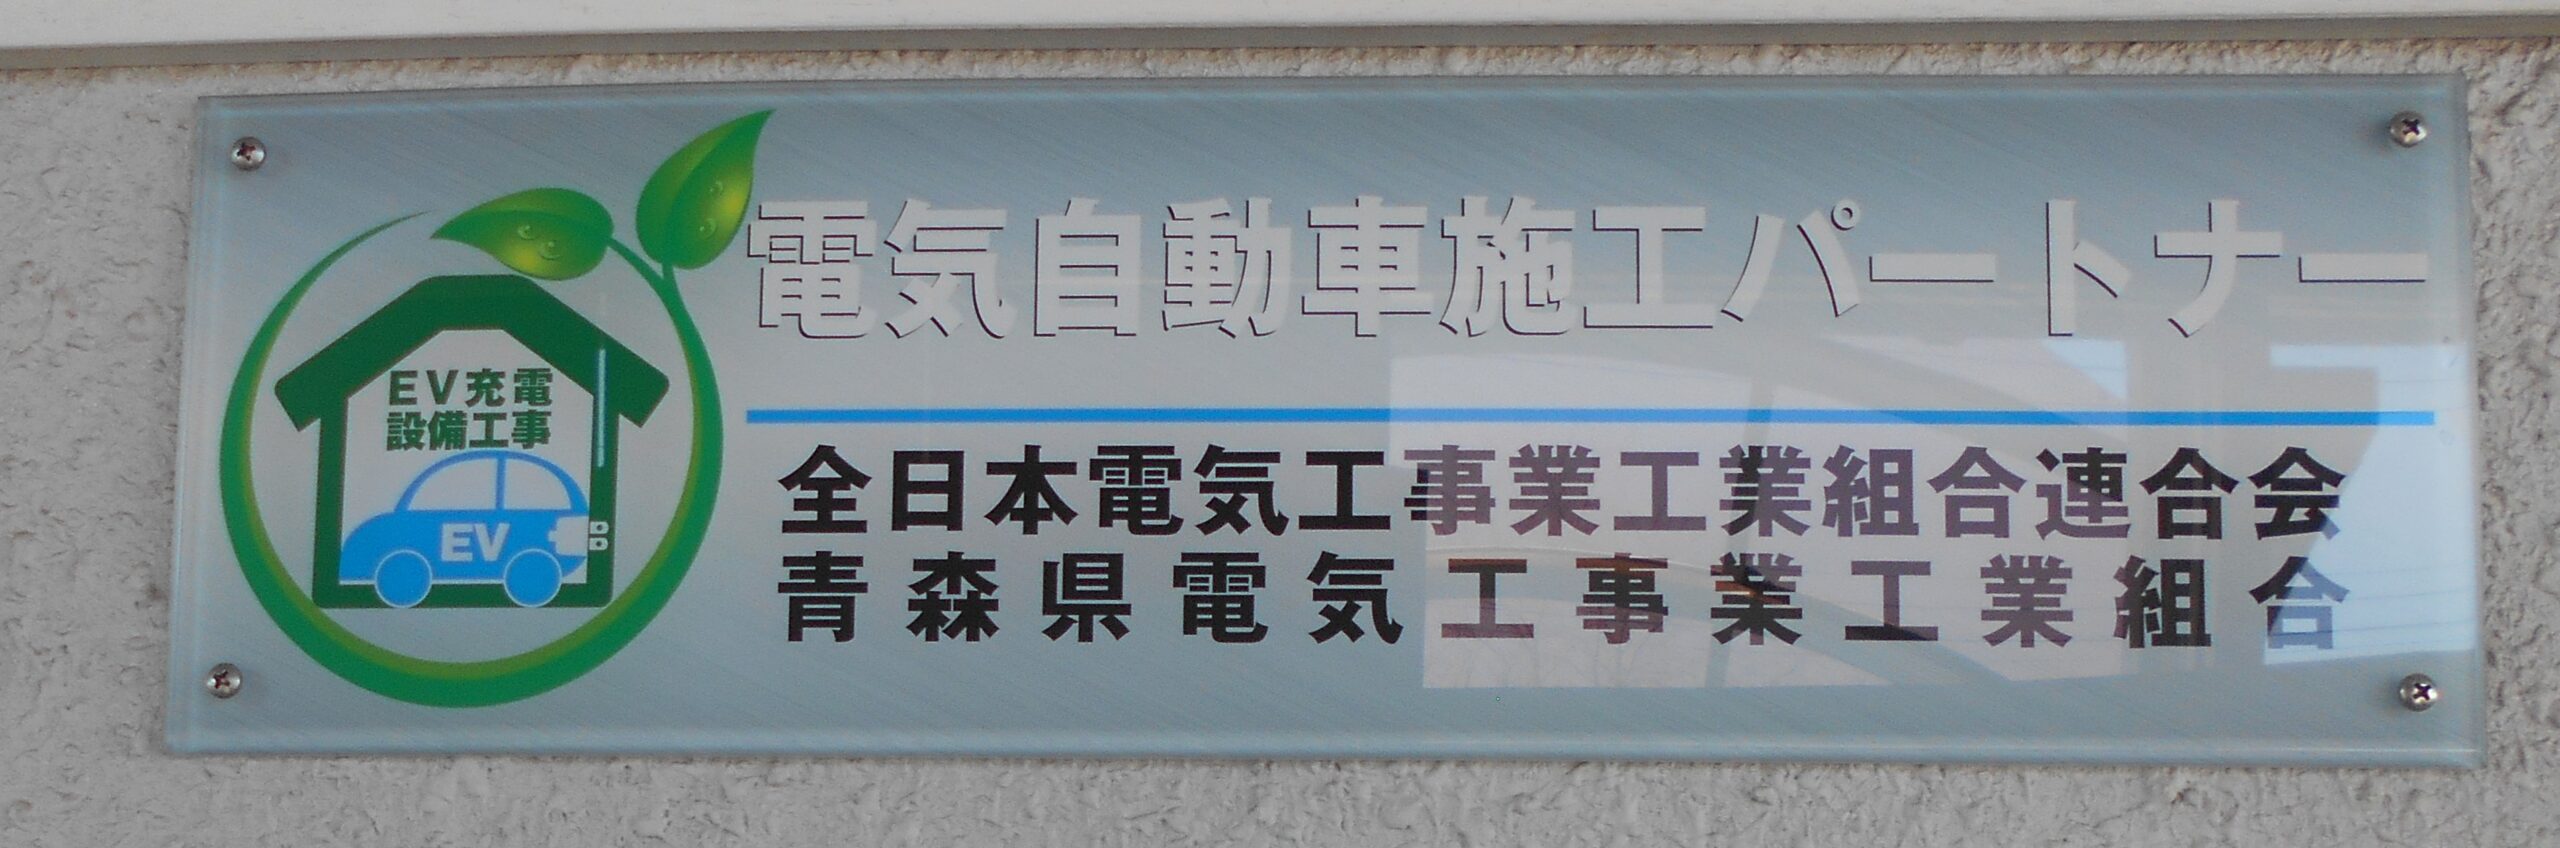 電気自動車施工パートナー
EV充電
設備工事
EV
全日本電気工事業工業組合連合会
青森県電気工事業工業組合